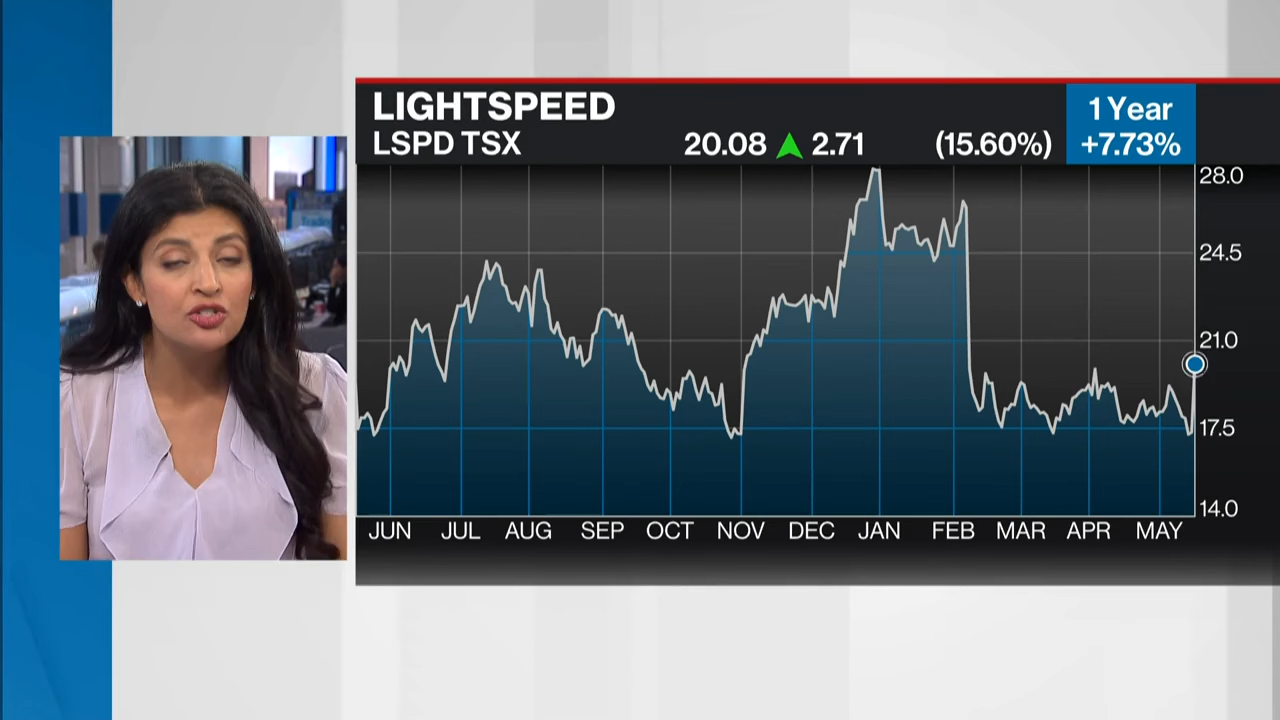 LIGHTSPEED
LSPD TSX 20.08 2.71 (15.60%)
1 Year
+7.73%
28.0
24.5
21.0
17.5
14.0
JUN JUL AUG SEP OCT NOV DEC JAN FEB MAR APR MAY